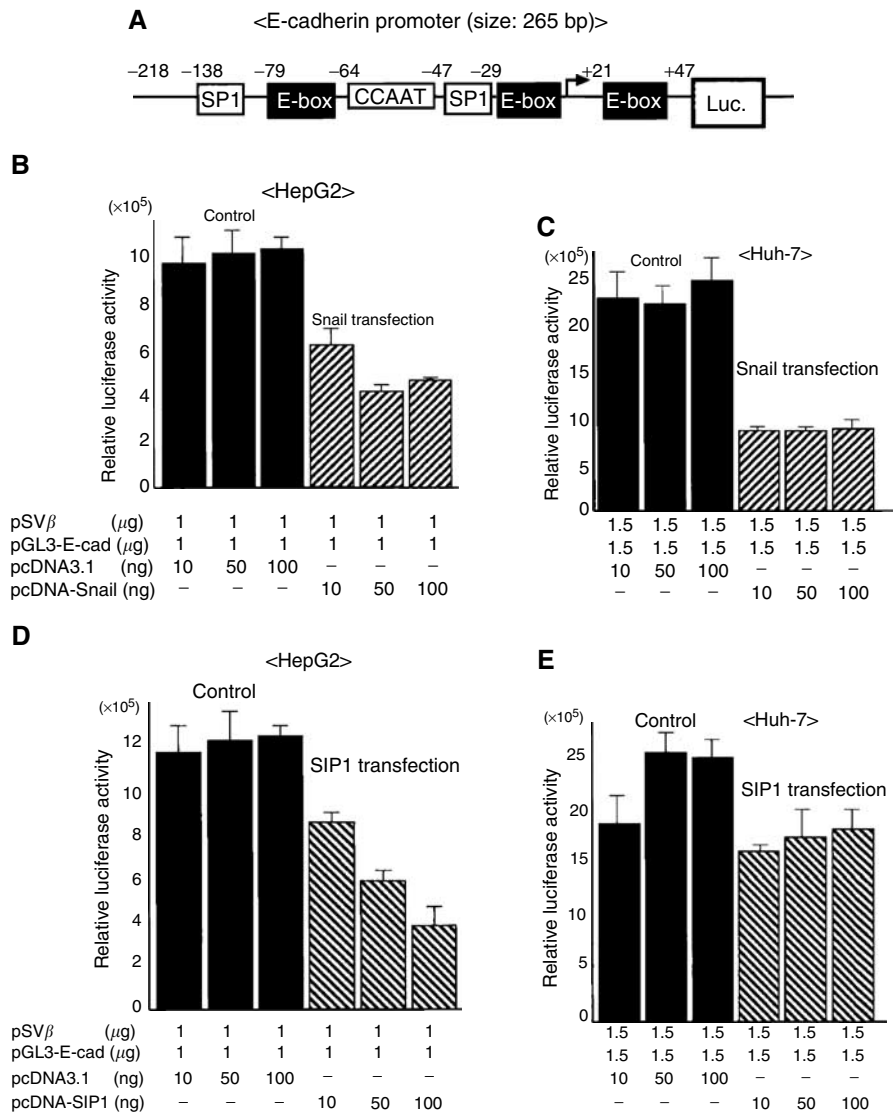 A <E-cadherin promoter (size: 265 bp)>
−218 −138 −79 −64 −47 −29 +21 +47
SP1 E-box CCAAT SP1 E-box E-box Luc.
B
<HepG2>
(×10⁵)
Relative luciferase activity
10
8
6
4
2
0
Control
Snail transfection
pSVβ (μg) 1 1 1 1 1 1
pGL3-E-cad (μg) 1 1 1 1 1 1
pcDNA3.1 (ng) 10 50 100 − − −
pcDNA-Snail (ng) − − − 10 50 100
C
<Huh-7>
(×10⁵)
Relative luciferase activity
25
20
15
10
5
0
Control
Snail transfection
1.5 1.5 1.5 1.5 1.5 1.5
1.5 1.5 1.5 1.5 1.5 1.5
10 50 100 − − −
− − − 10 50 100
D
<HepG2>
(×10⁵)
Relative luciferase activity
12
10
8
6
4
2
0
Control
SIP1 transfection
pSVβ (μg) 1 1 1 1 1 1
pGL3-E-cad (μg) 1 1 1 1 1 1
pcDNA3.1 (ng) 10 50 100 − − −
pcDNA-SIP1 (ng) − − − 10 50 100
E
<Huh-7>
(×10⁵)
Relative luciferase activity
25
20
15
10
5
0
Control
SIP1 transfection
1.5 1.5 1.5 1.5 1.5 1.5
1.5 1.5 1.5 1.5 1.5 1.5
10 50 100 − − −
− − − 10 50 100